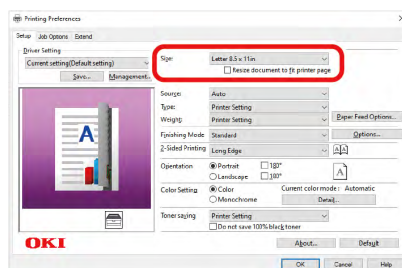 Printing Preferences
Setup Job Options Extend
Driver Setting
Current setting(Default setting)
Save... Management..
Size: Letter 8.5 x 11in
Resize document to fit printer page
Source: Auto
Type: Printer Setting
Weight: Printer Setting
Paper Feed Options...
Finishing Mode Standard
Options...
2-Sided Printing Long Edge
A A
Orientation Portrait 180°
Landscape 180°
A
Color Setting Color Current color mode: Automatic
Monochrome Detail...
Toner saving Printer Setting
Do not save 100% black toner
A
OKI
About... Default
OK Cancel Help